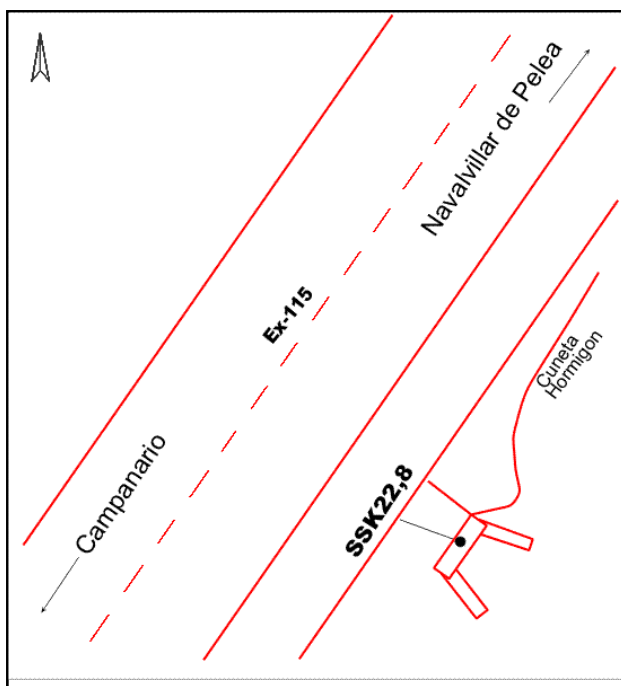 Navalvillar de Pelea
Ex-115
Cuneta
Hormigon
Campanario
SSK22,8